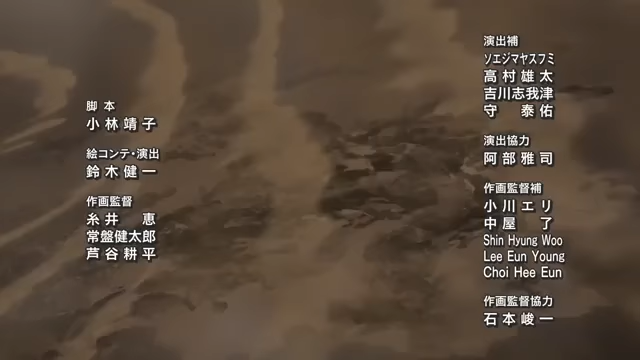 脚本
小林靖子
絵コンテ・演出
鈴木健一
作画監督
糸井恵
常盤健太郎
芦谷耕平
演出補
ソエジマヤスフミ
高村雄太
吉川志我津
守泰佑
演出協力
阿部雅司
作画監督補
小川エリ
中屋了
Shin Hyung Woo
Lee Eun Young
Choi Hee Eun
作画監督協力
石本峻一